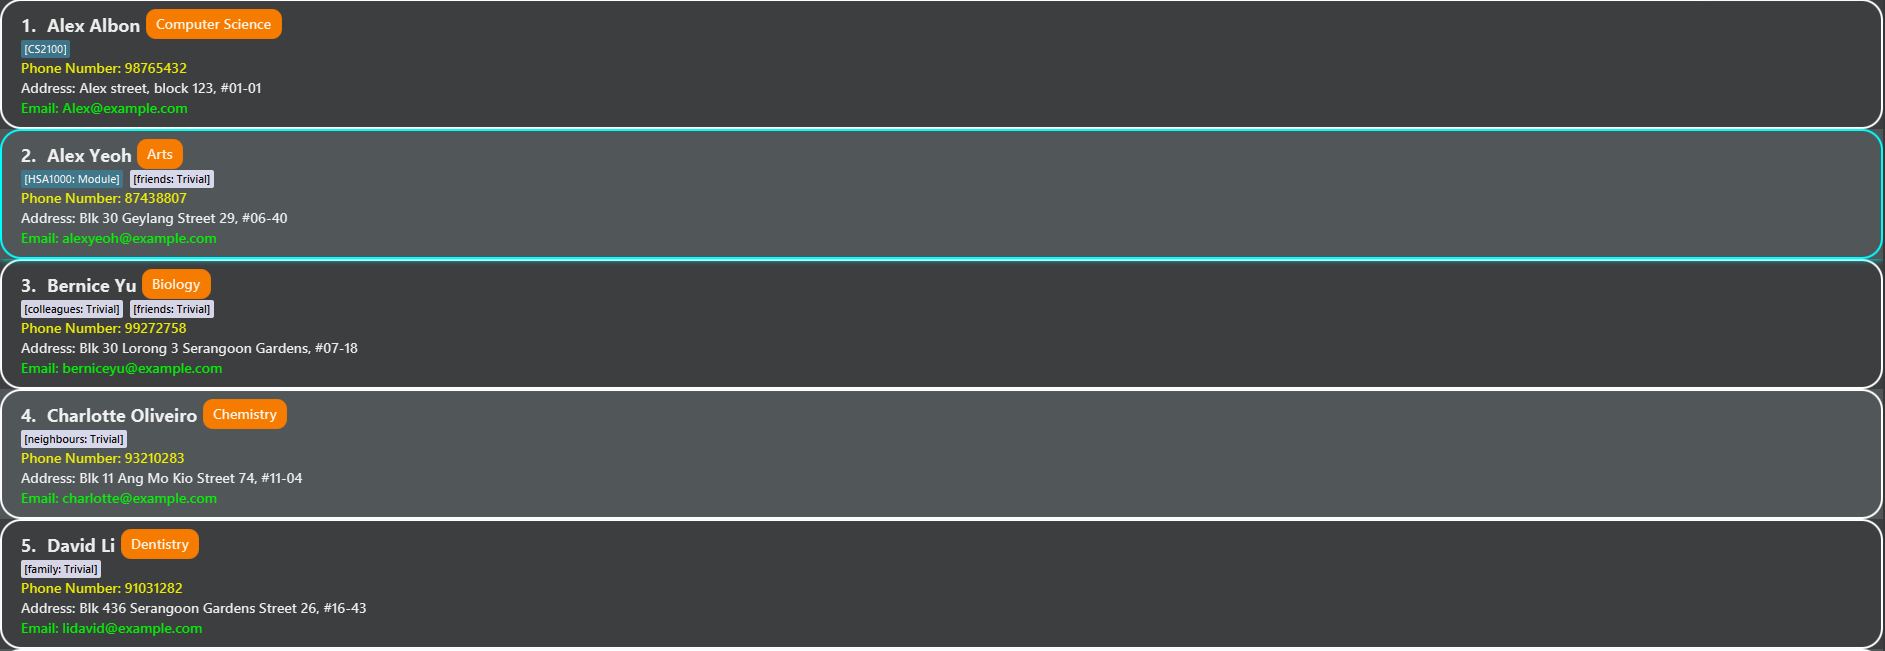 1. Alex Albon Computer Science
[CS2100]
Phone Number: 98765432
Address: Alex street, block 123, #01-01
Email: Alex@example.com
2. Alex Yeoh Arts
[HSA1000: Module] [friends: Trivial]
Phone Number: 87438807
Address: Blk 30 Geylang Street 29, #06-40
Email: alexyeoh@example.com
3. Bernice Yu Biology
[colleagues: Trivial] [friends: Trivial]
Phone Number: 99272758
Address: Blk 30 Lorong 3 Serangoon Gardens, #07-18
Email: berniceyu@example.com
4. Charlotte Oliveiro Chemistry
[neighbours: Trivial]
Phone Number: 93210283
Address: Blk 11 Ang Mo Kio Street 74, #11-04
Email: charlotte@example.com
5. David Li Dentistry
[family: Trivial]
Phone Number: 91031282
Address: Blk 436 Serangoon Gardens Street 26, #16-43
Email: lidavid@example.com